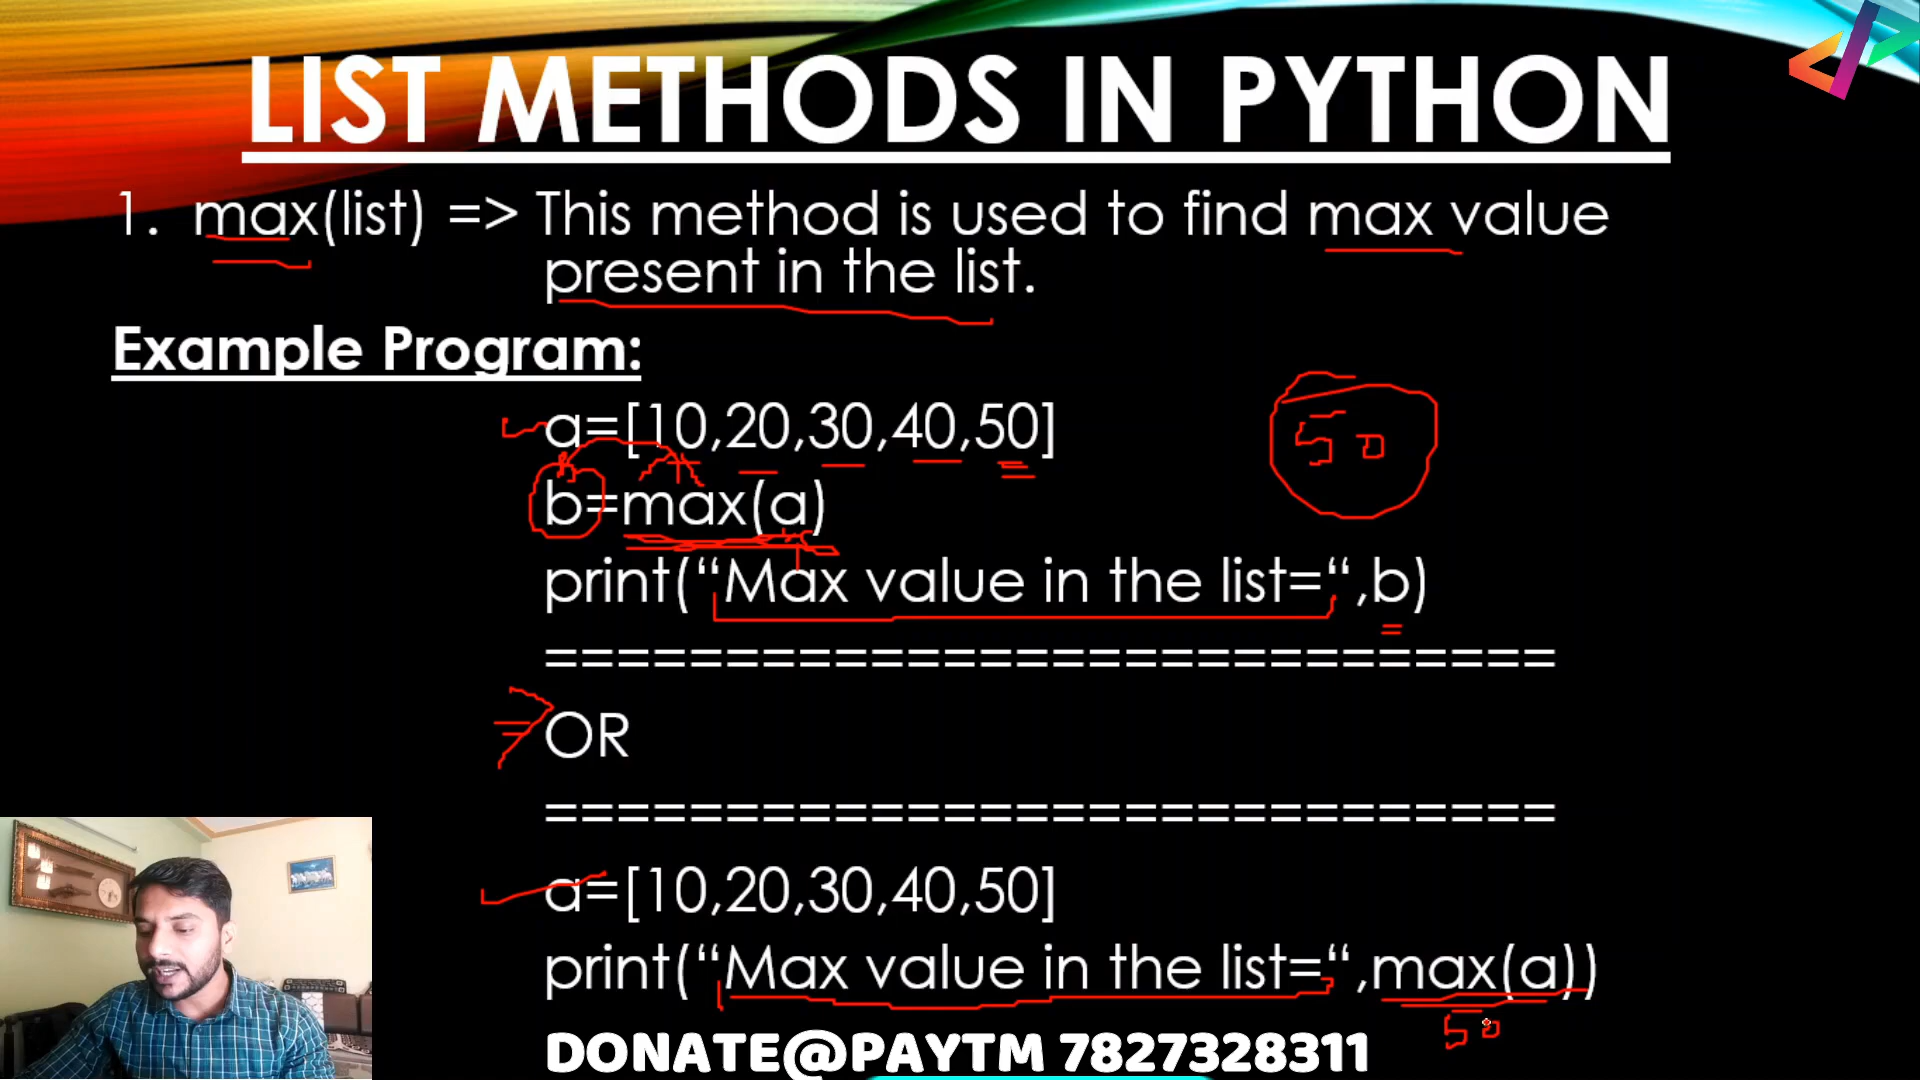 LIST METHODS IN PYTHON
1. max(list) => This method is used to find max value
present in the list.
Example Program:
a=[10,20,30,40,50]
50
b=max(a)
print(“Max value in the list=“,b)
============================
OR
============================
a=[10,20,30,40,50]
print(“Max value in the list=“,max(a))
50
DONATE@PAYTM 7827328311